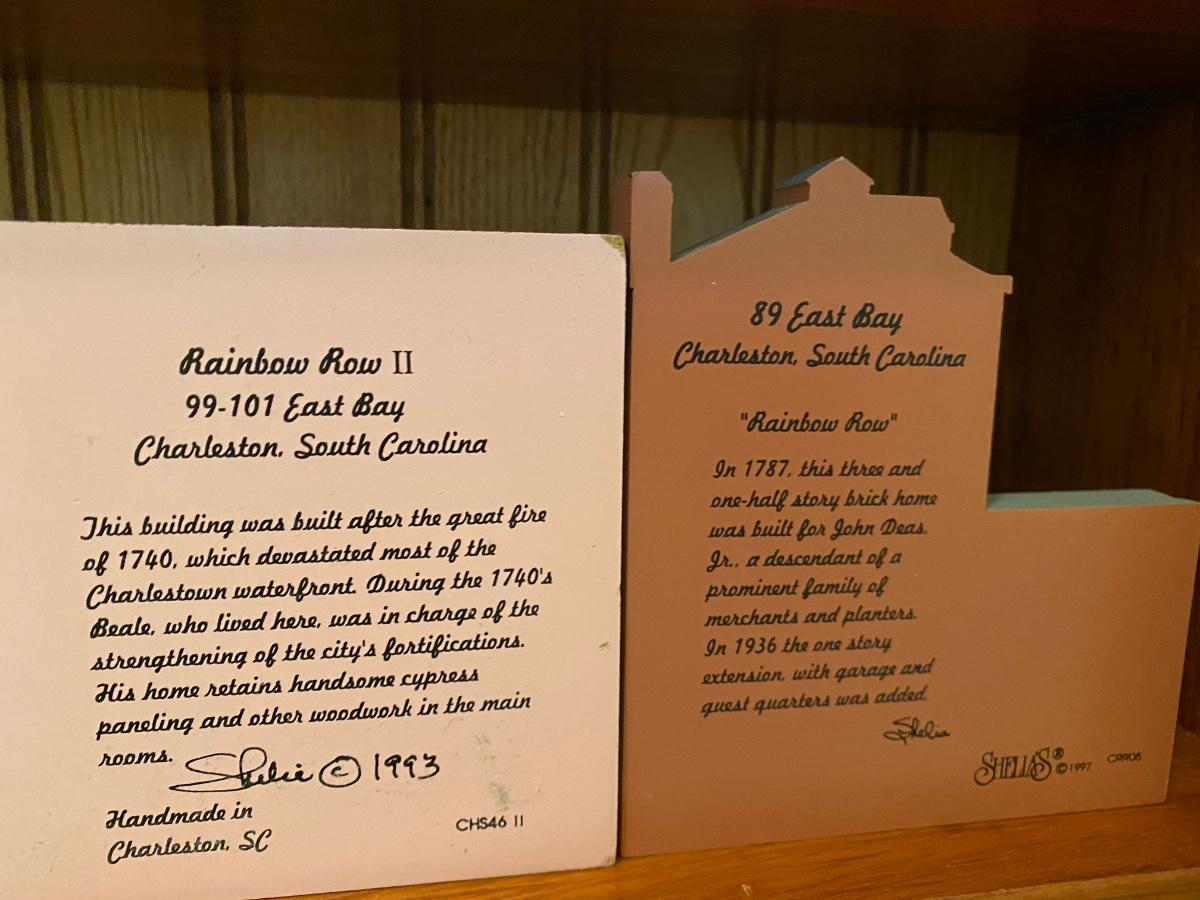 Rainbow Row II
99-101 East Bay
Charleston, South Carolina
This building was built after the great fire
of 1740, which devastated most of the
Charlestown waterfront. During the 1740's
Beale, who lived here, was in charge of the
strengthening of the city's fortifications.
His home retains handsome cypress
paneling and other woodwork in the main
rooms.
Shelia © 1993
Handmade in
Charleston, SC
CHS46 II
89 East Bay
Charleston, South Carolina
"Rainbow Row"
In 1787, this three and
one-half story brick home
was built for John Deas,
Jr., a descendant of a
prominent family of
merchants and planters.
In 1936 the one story
extension, with garage and
guest quarters was added.
Shelia
SHELIA'S® ©1997 CRR06